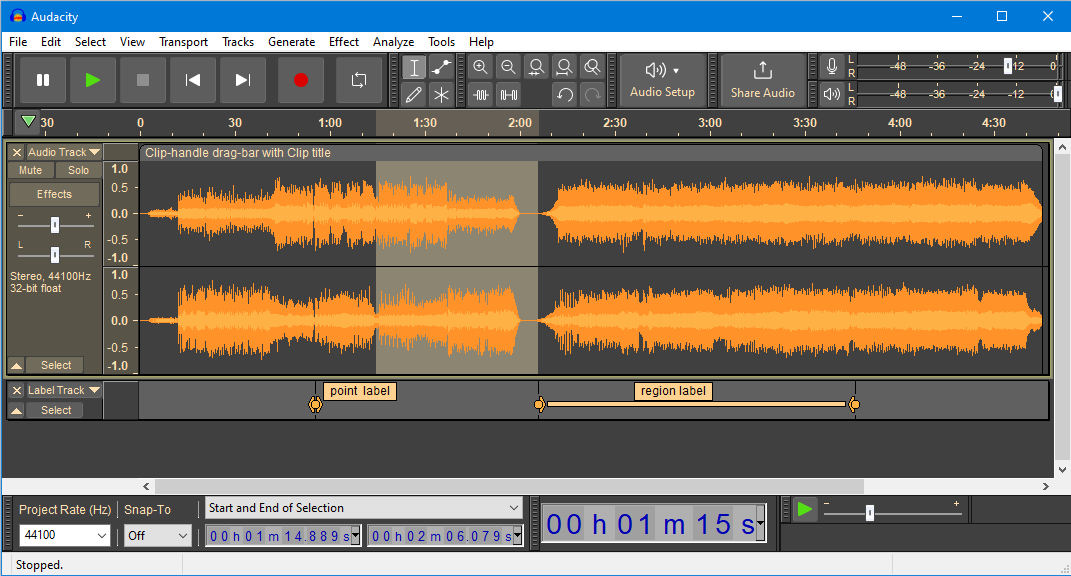 Audacity
File Edit Select View Transport Tracks Generate Effect Analyze Tools Help
Audio Setup
Share Audio
L
R
-48 -36 -24 -12 0
L
R
-48 -36 -24 -12 0
30 0 30 1:00 1:30 2:00 2:30 3:00 3:30 4:00 4:30
Audio Track
Clip-handle drag-bar with Clip title
Mute Solo
Effects
- +
L R
Stereo, 44100Hz
32-bit float
Select
1.0
0.5
0.0
-0.5
-1.0
1.0
0.5
0.0
-0.5
-1.0
Label Track
Select
point label
region label
Project Rate (Hz)
Snap-To
Start and End of Selection
44100
Off
00 h 01 m 14.889 s
00 h 02 m 06.079 s
00 h 01 m 15 s
- +
Stopped.